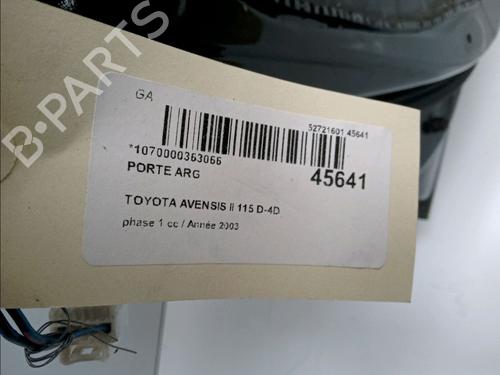 B-PARTS
GA
52721601 45641
*1070000363066
PORTE ARG
45641
TOYOTA AVENSIS II 115 D-4D
phase 1 cc / Année 2003